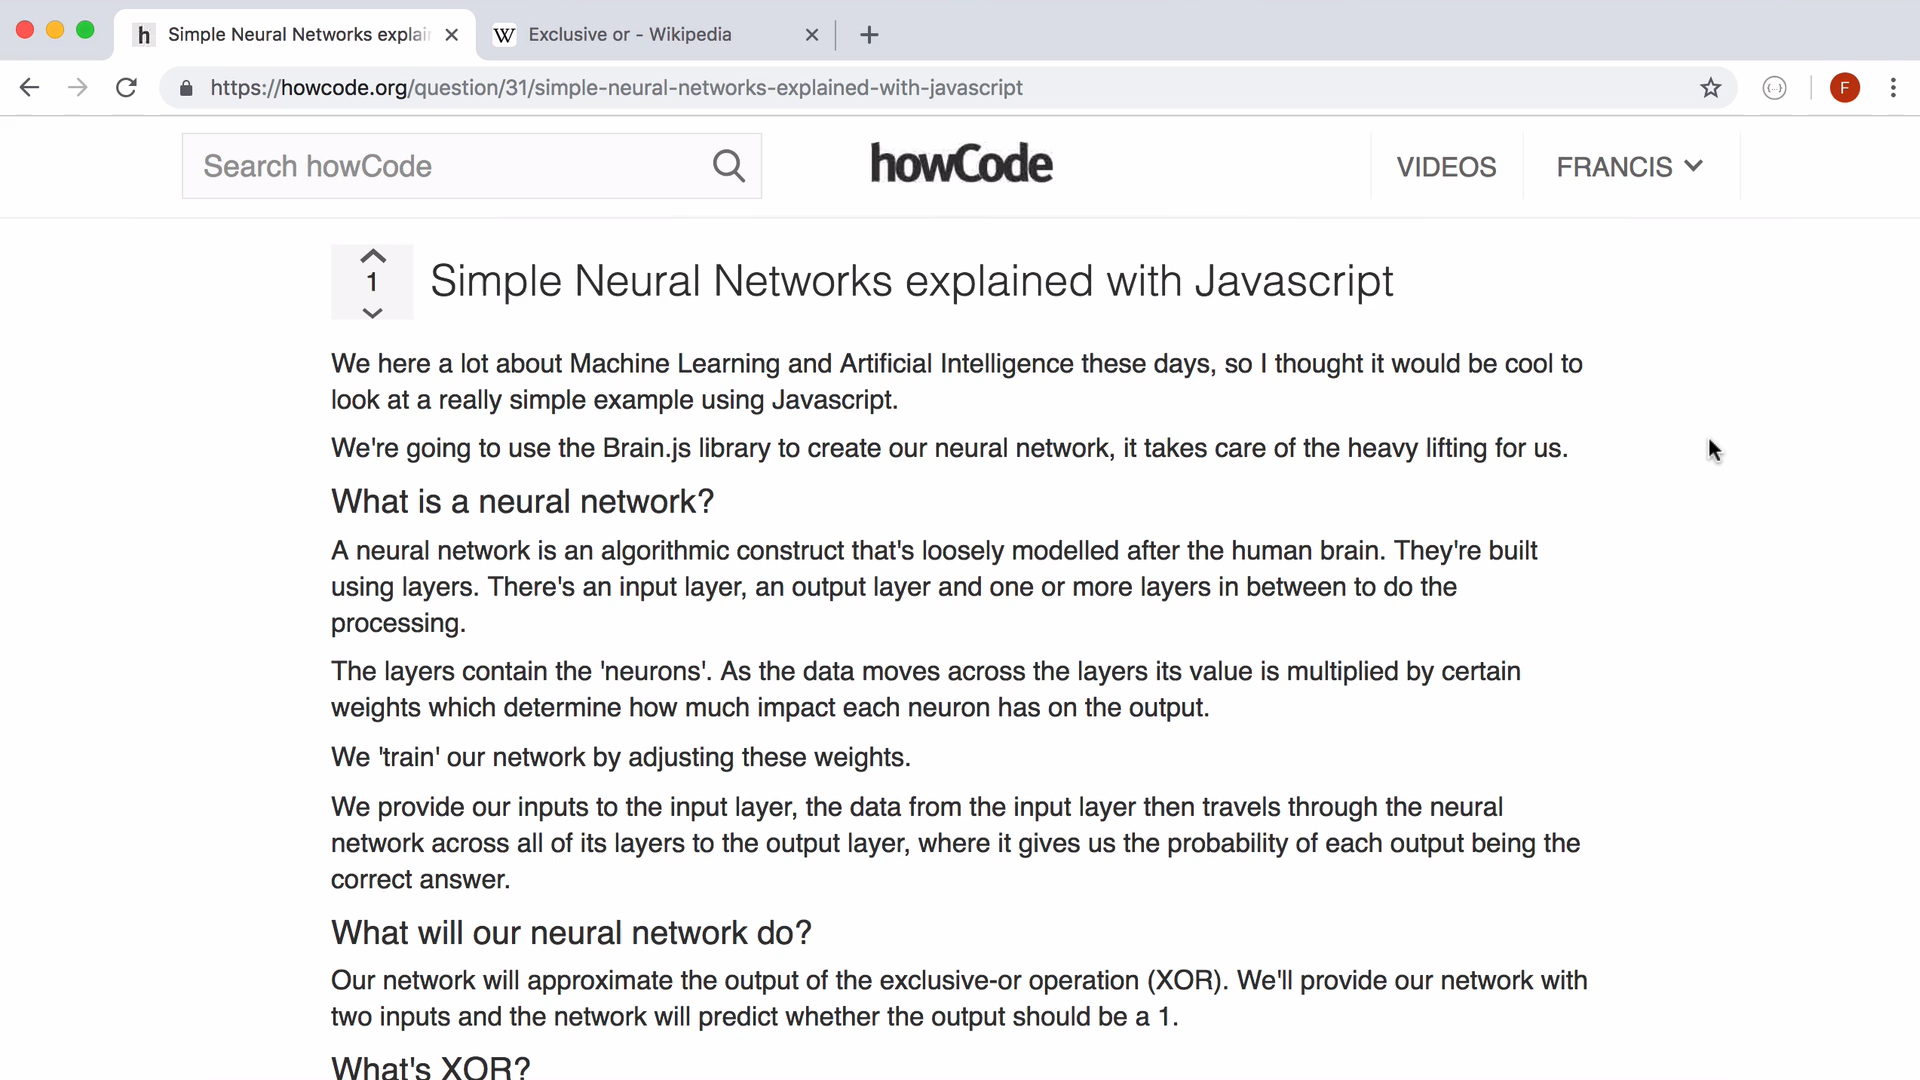 h Simple Neural Networks explai
W Exclusive or - Wikipedia
https://howcode.org/question/31/simple-neural-networks-explained-with-javascript
F
Search howCode
howCode
VIDEOS
FRANCIS
1
Simple Neural Networks explained with Javascript
We here a lot about Machine Learning and Artificial Intelligence these days, so I thought it would be cool to
look at a really simple example using Javascript.
We're going to use the Brain.js library to create our neural network, it takes care of the heavy lifting for us.
What is a neural network?
A neural network is an algorithmic construct that's loosely modelled after the human brain. They're built
using layers. There's an input layer, an output layer and one or more layers in between to do the
processing.
The layers contain the 'neurons'. As the data moves across the layers its value is multiplied by certain
weights which determine how much impact each neuron has on the output.
We 'train' our network by adjusting these weights.
We provide our inputs to the input layer, the data from the input layer then travels through the neural
network across all of its layers to the output layer, where it gives us the probability of each output being the
correct answer.
What will our neural network do?
Our network will approximate the output of the exclusive-or operation (XOR). We'll provide our network with
two inputs and the network will predict whether the output should be a 1.
What's XOR?